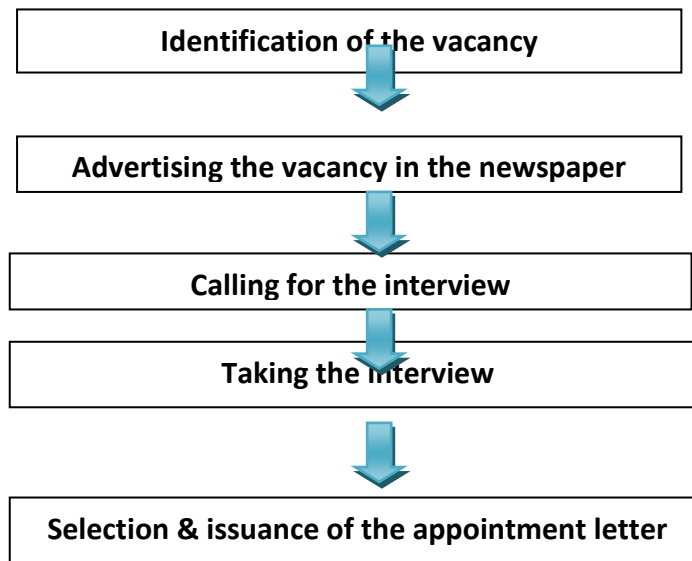 Identification of the vacancy
Advertising the vacancy in the newspaper
Calling for the interview
Taking the interview
Selection & issuance of the appointment letter